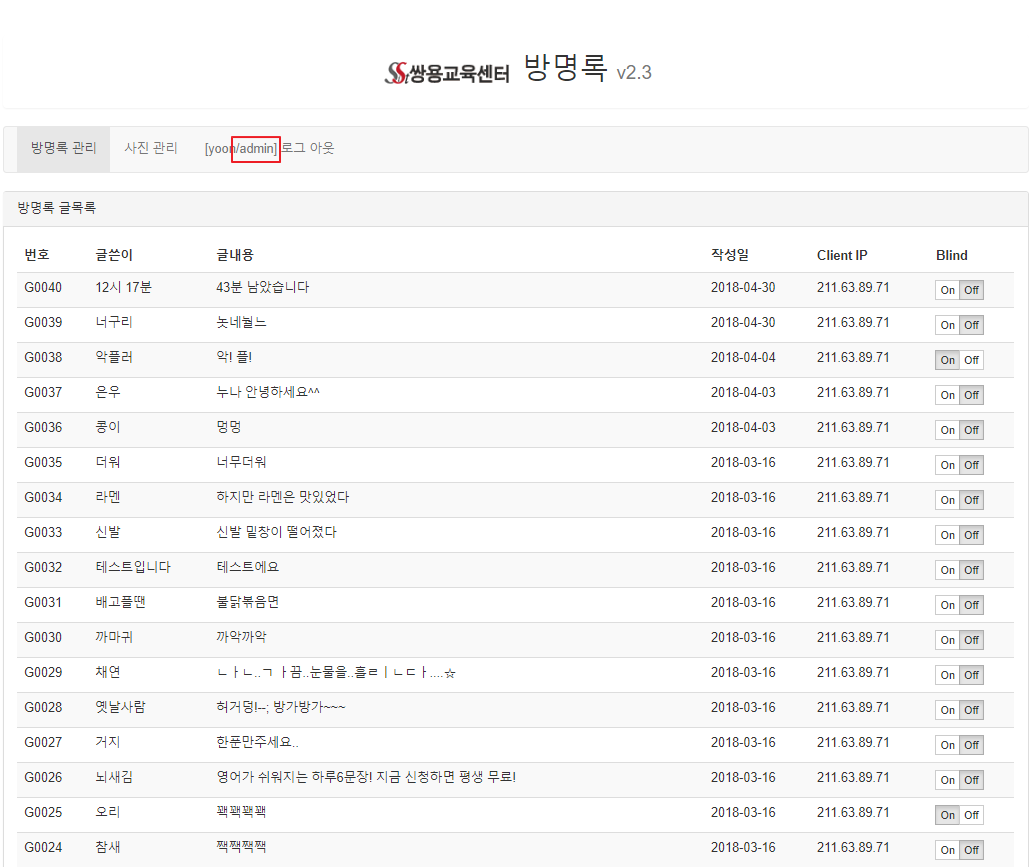 쌍용교육센터 방명록 v2.3
방명록 관리 사진 관리 [yoon/admin] 로그 아웃
방명록 글목록
번호 글쓴이 글내용 작성일 Client IP Blind
G0040 12시 17분 43분 남았습니다 2018-04-30 211.63.89.71 On Off
G0039 너구리 놋네뉠느 2018-04-30 211.63.89.71 On Off
G0038 악플러 악! 플! 2018-04-04 211.63.89.71 On Off
G0037 은우 누나 안녕하세요^^ 2018-04-03 211.63.89.71 On Off
G0036 콩이 멍멍 2018-04-03 211.63.89.71 On Off
G0035 더워 너무더워 2018-03-16 211.63.89.71 On Off
G0034 라멘 하지만 라멘은 맛있었다 2018-03-16 211.63.89.71 On Off
G0033 신발 신발 밑창이 떨어졌다 2018-03-16 211.63.89.71 On Off
G0032 테스트입니다 테스트에요 2018-03-16 211.63.89.71 On Off
G0031 배고플땐 불닭볶음면 2018-03-16 211.63.89.71 On Off
G0030 까마귀 까악까악 2018-03-16 211.63.89.71 On Off
G0029 채연 ㄴㅏㄴ..ㄱ ㅏ끔..눈물을..흘ㄹㅣㄴㄷㅏ....☆ 2018-03-16 211.63.89.71 On Off
G0028 옛날사람 허거덩!--; 방가방가~~~ 2018-03-16 211.63.89.71 On Off
G0027 거지 한푼만주세요.. 2018-03-16 211.63.89.71 On Off
G0026 뇌새김 영어가 쉬워지는 하루6문장! 지금 신청하면 평생 무료! 2018-03-16 211.63.89.71 On Off
G0025 오리 꽥꽥꽥꽥 2018-03-16 211.63.89.71 On Off
G0024 참새 짹짹짹짹 2018-03-16 211.63.89.71 On Off